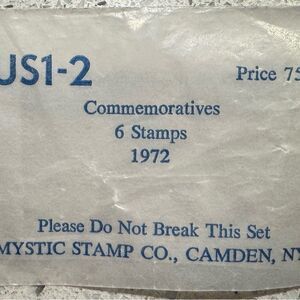 US1-2
Price 75
Commemoratives
6 Stamps
1972
Please Do Not Break This Set
MYSTIC STAMP CO., CAMDEN, NY